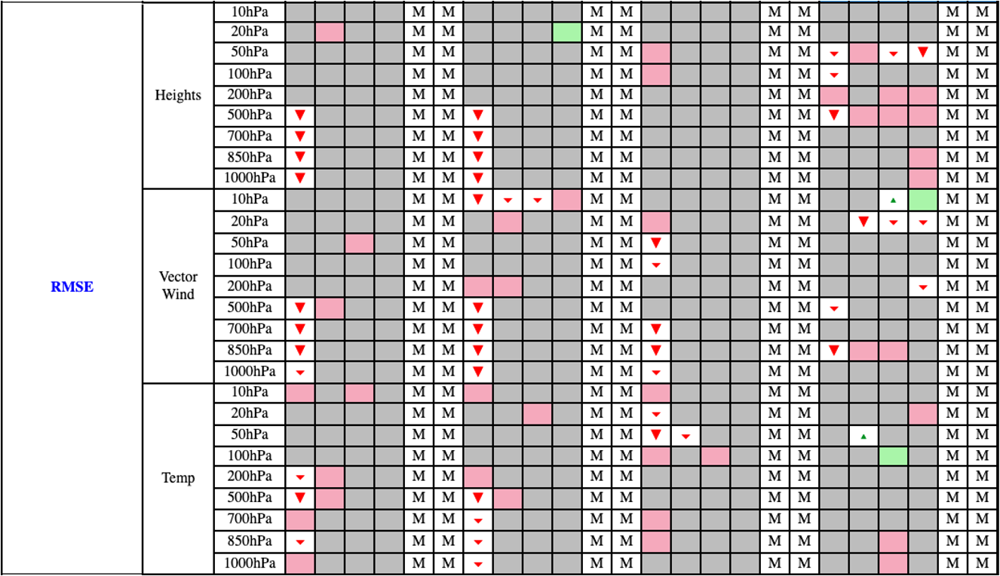 10hPa M M M M M M M M
20hPa M M M M M M M M
50hPa M M M M M M M M
100hPa M M M M M M M M
Heights
200hPa M M M M M M M M
500hPa M M M M M M M M
700hPa M M M M M M M M
850hPa M M M M M M M M
1000hPa M M M M M M M M
10hPa M M M M M M M M
20hPa M M M M M M M M
50hPa M M M M M M M M
100hPa M M M M M M M M
RMSE
Vector
Wind
200hPa M M M M M M M M
500hPa M M M M M M M M
700hPa M M M M M M M M
850hPa M M M M M M M M
1000hPa M M M M M M M M
10hPa M M M M M M M M
20hPa M M M M M M M M
50hPa M M M M M M M M
100hPa M M M M M M M M
Temp
200hPa M M M M M M M M
500hPa M M M M M M M M
700hPa M M M M M M M M
850hPa M M M M M M M M
1000hPa M M M M M M M M